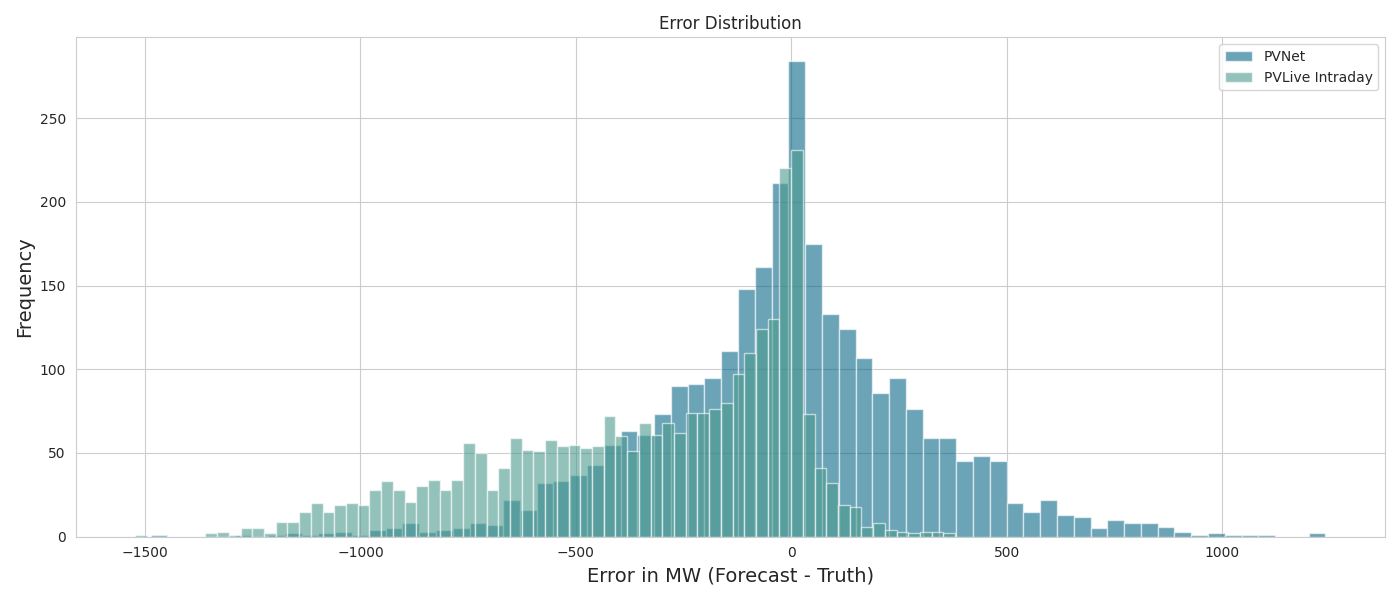 Error Distribution
PVNet
PVLive Intraday
Frequency
250
200
150
100
50
0
−1500
−1000
−500
0
500
1000
Error in MW (Forecast - Truth)